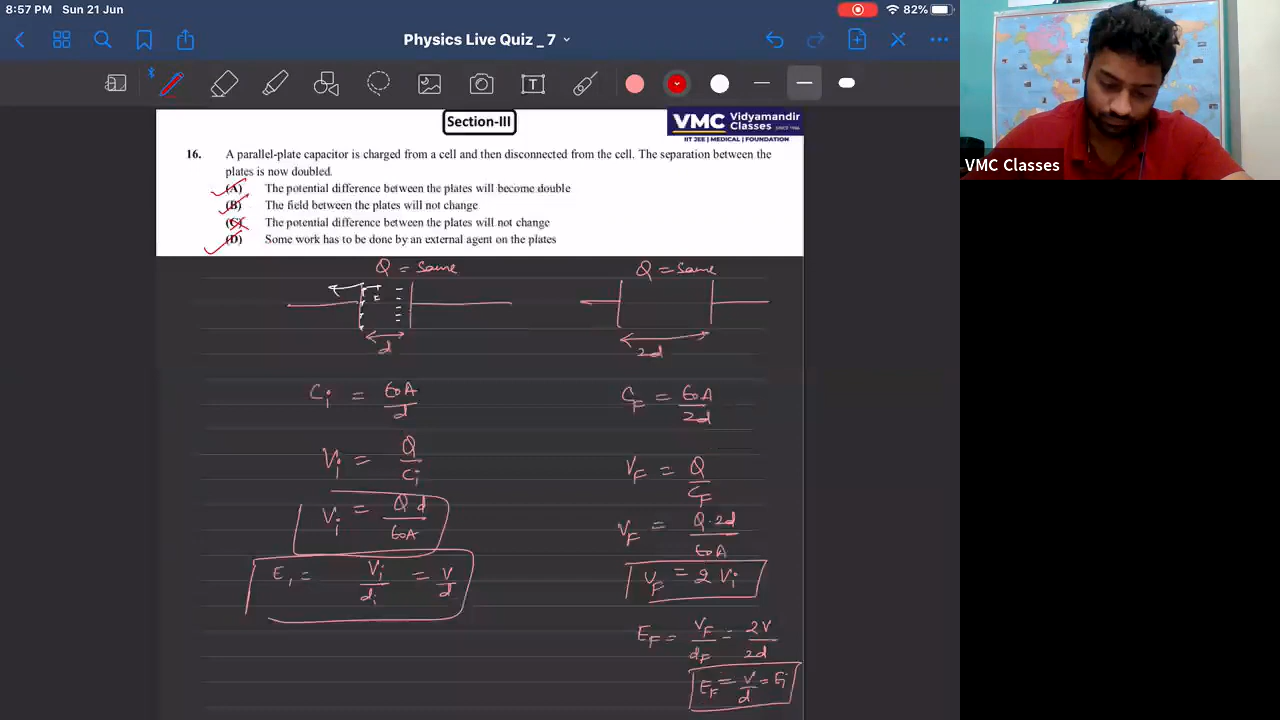 8:57 PM Sun 21 Jun
82%
Physics Live Quiz _ 7
T
Section-III
VMC Vidyamandir Classes SINCE 1986
IIT JEE | MEDICAL | FOUNDATION
16. A parallel-plate capacitor is charged from a cell and then disconnected from the cell. The separation between the
plates is now doubled.
(A) The potential difference between the plates will become double
(B) The field between the plates will not change
(C) The potential difference between the plates will not change
(D) Some work has to be done by an external agent on the plates
Q = Same
Q = Same
d
2d
Ci = ϵ0A/d
CF = ϵ0A/2d
Vi = Q/Ci
VF = Q/CF
Vi = Q d/ϵ0A
VF = Q·2d/ϵ0A
Ei = Vi/di = V/d
VF = 2 Vi
EF = VF/dF = 2V/2d
EF = V/d = Ei
VMC Classes